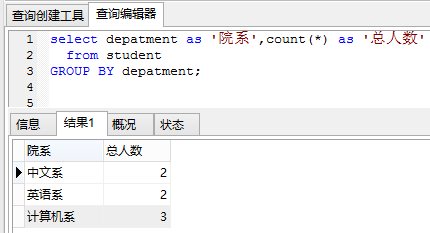 查询创建工具 查询编辑器
1 select depatment as '院系',count(*) as '总人数'
2 from student
3 GROUP BY depatment;
4
5
信息 结果1 概况 状态
院系 总人数
中文系 2
英语系 2
计算机系 3